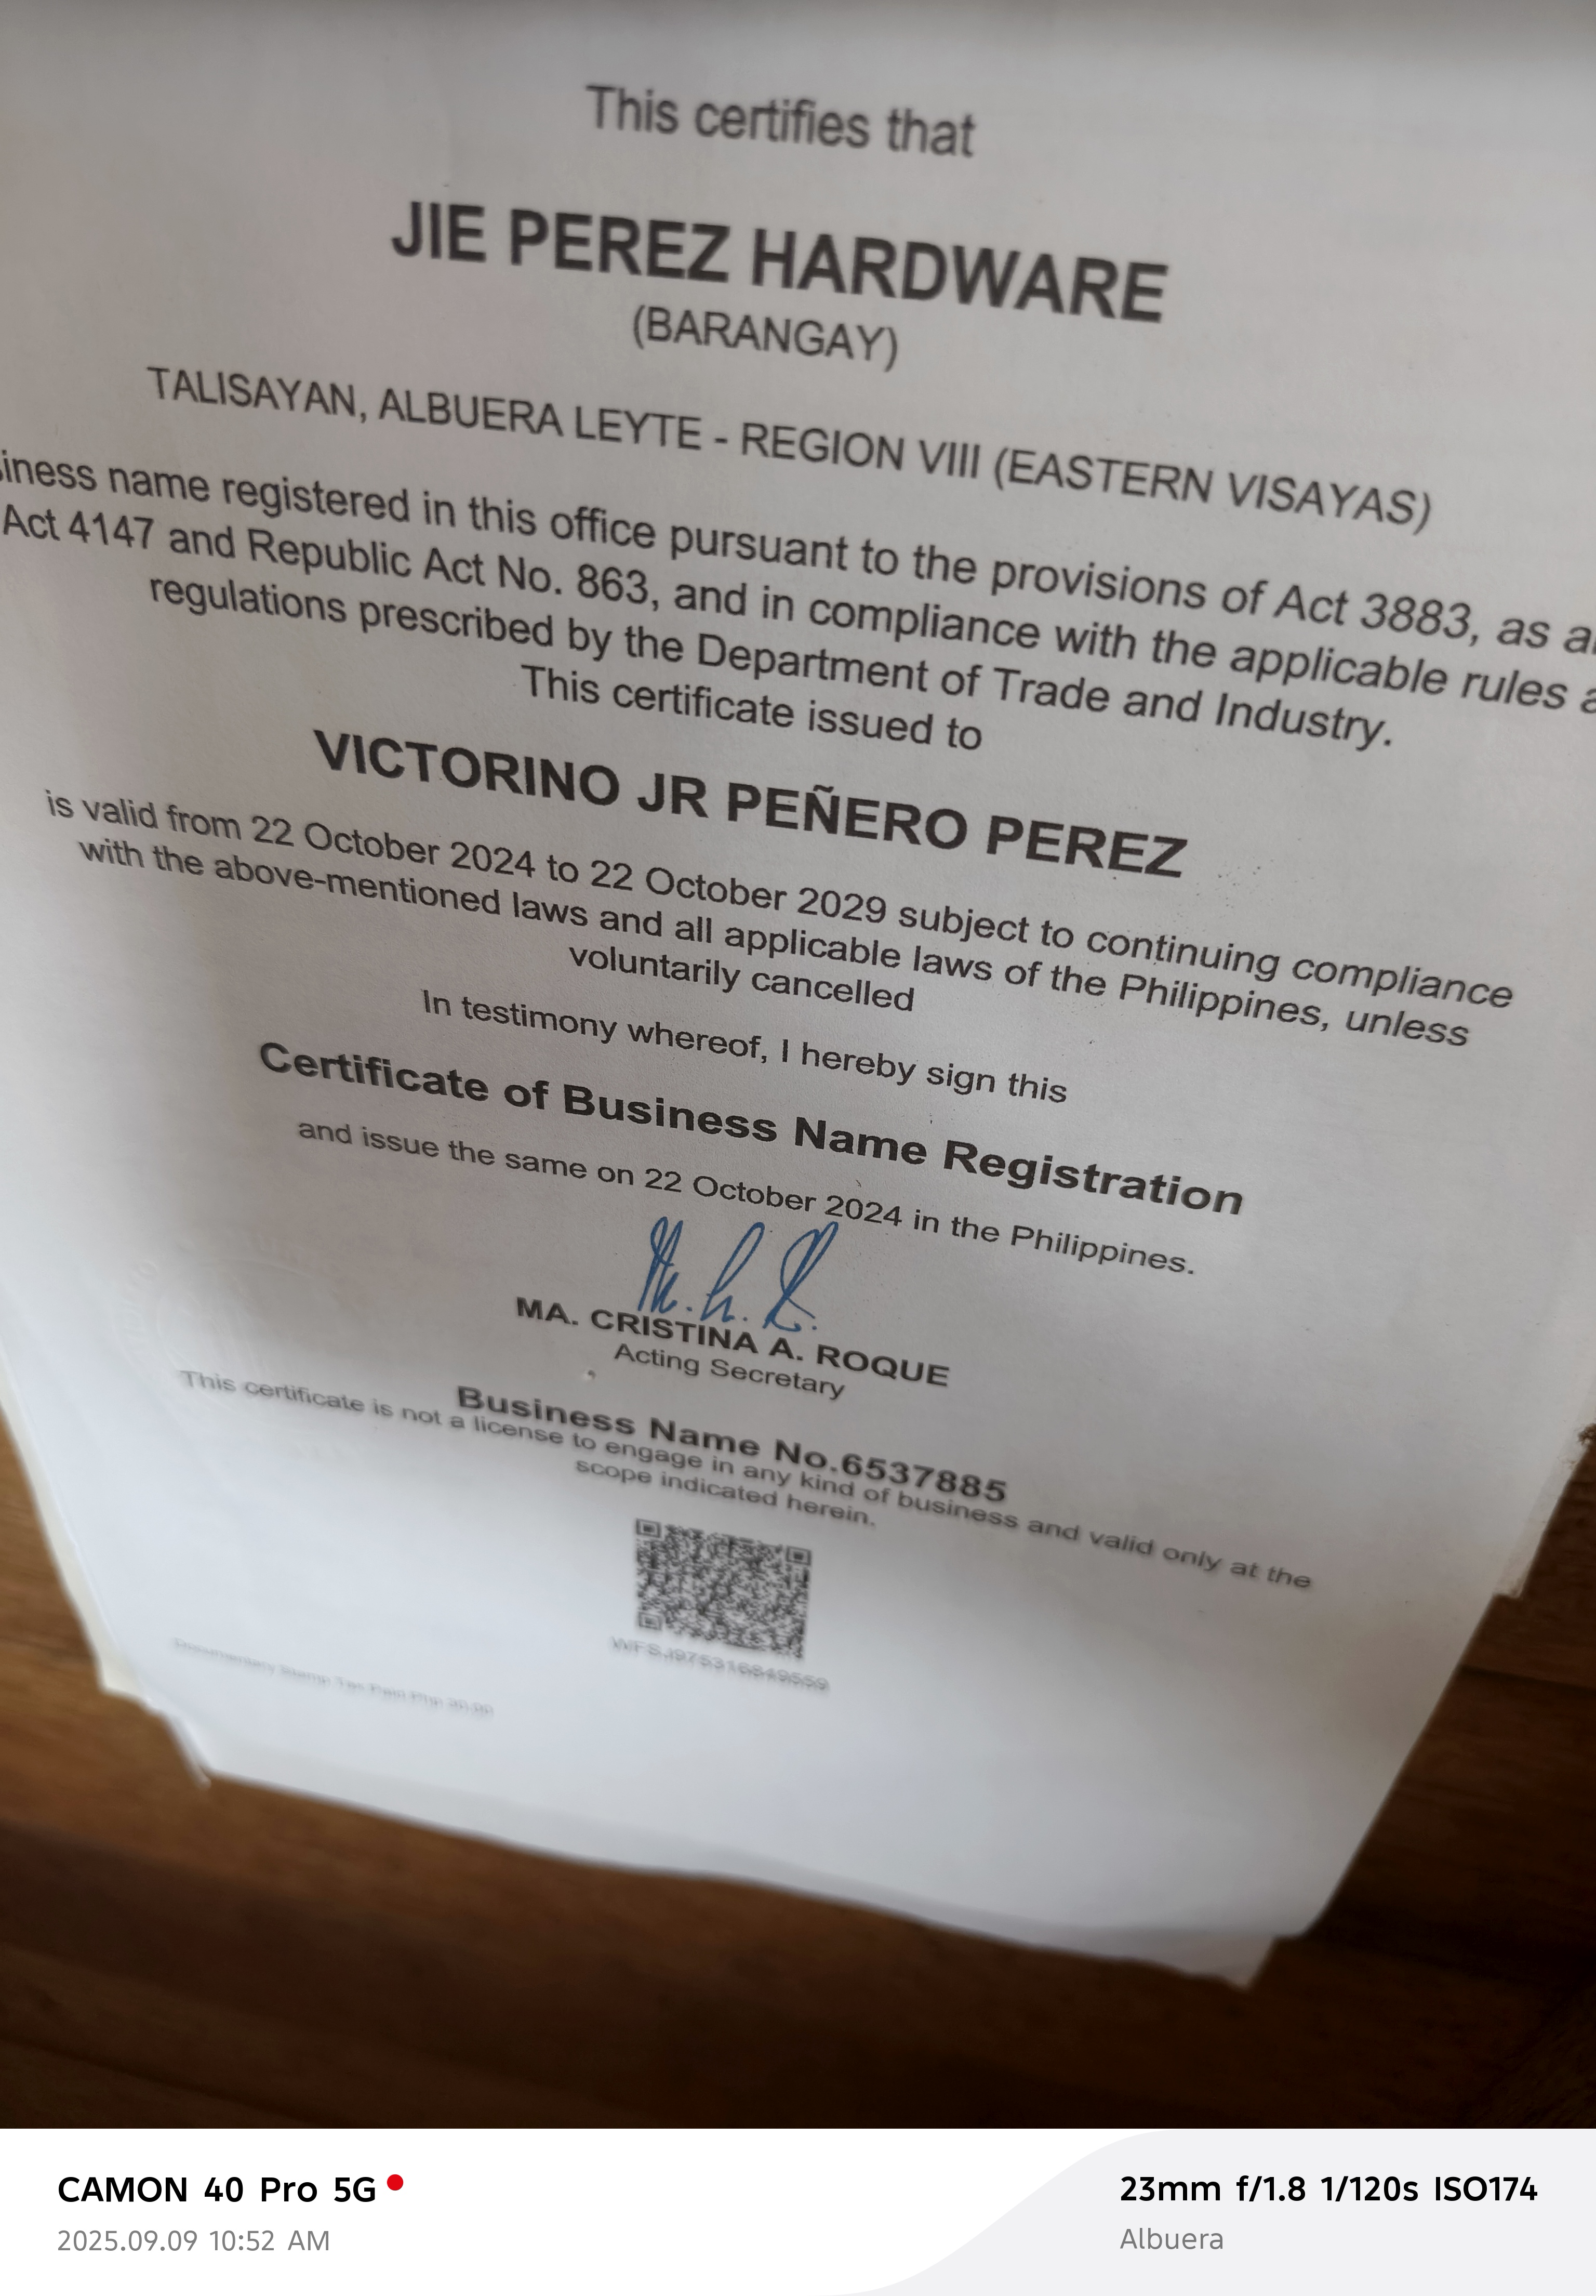 This certifies that
JIE PEREZ HARDWARE
(BARANGAY)
TALISAYAN, ALBUERA LEYTE - REGION VIII (EASTERN VISAYAS)
iness name registered in this office pursuant to the provisions of Act 3883, as a
Act 4147 and Republic Act No. 863, and in compliance with the applicable rules a
regulations prescribed by the Department of Trade and Industry.
This certificate issued to
VICTORINO JR PEÑERO PEREZ
is valid from 22 October 2024 to 22 October 2029 subject to continuing compliance
with the above-mentioned laws and all applicable laws of the Philippines, unless
voluntarily cancelled
In testimony whereof, I hereby sign this
Certificate of Business Name Registration
and issue the same on 22 October 2024 in the Philippines.
MA. CRISTINA A. ROQUE
Acting Secretary
Business Name No.6537885
This certificate is not a license to engage in any kind of business and valid only at the
scope indicated herein.
WFSJ975316849559
Documentary Stamp Tax Paid Php 30.00
CAMON 40 Pro 5G
2025.09.09 10:52 AM
23mm f/1.8 1/120s ISO174
Albuera